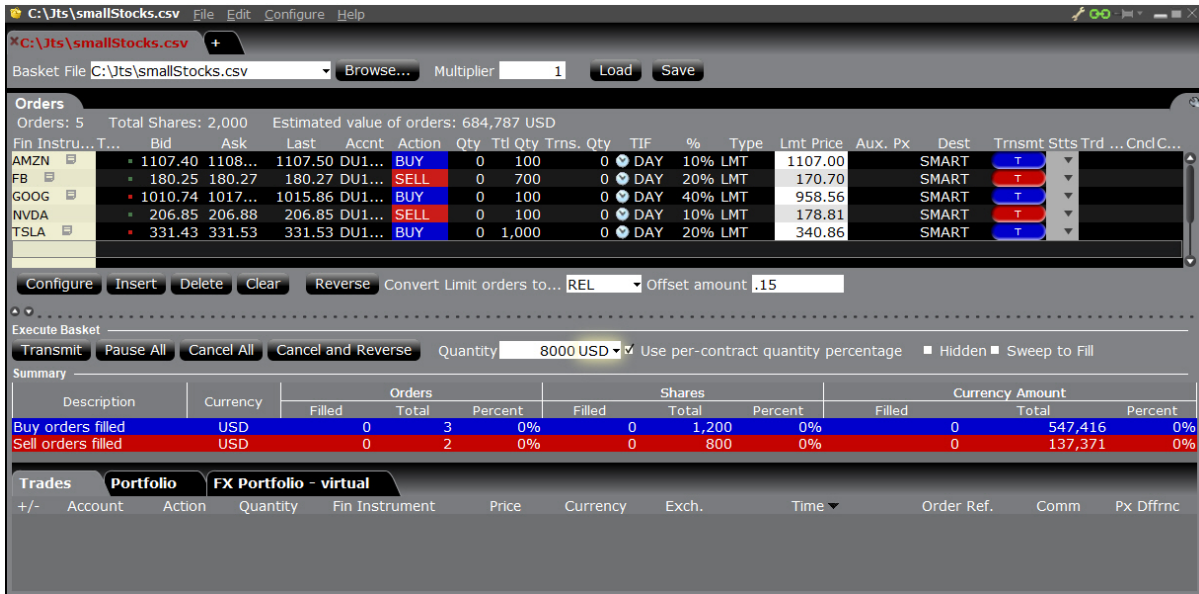 C:\Jts\smallStocks.csv File Edit Configure Help
C:\Jts\smallStocks.csv +
Basket File C:\Jts\smallStocks.csv Browse... Multiplier 1 Load Save
Orders
Orders: 5 Total Shares: 2,000 Estimated value of orders: 684,787 USD
Fin Instru... T... Bid Ask Last Accnt Action Qty Ttl Qty Trns. Qty TIF % Type Lmt Price Aux. Px Dest Trnsmt Stts Trd ... Cncl C...
AMZN 1107.40 1108... 1107.50 DU1... BUY 0 100 0 DAY 10% LMT 1107.00 SMART T
FB 180.25 180.27 180.27 DU1... SELL 0 700 0 DAY 20% LMT 170.70 SMART T
GOOG 1010.74 1017... 1015.86 DU1... BUY 0 100 0 DAY 40% LMT 958.56 SMART T
NVDA 206.85 206.88 206.85 DU1... SELL 0 100 0 DAY 10% LMT 178.81 SMART T
TSLA 331.43 331.53 331.53 DU1... BUY 0 1,000 0 DAY 20% LMT 340.86 SMART T
Configure Insert Delete Clear Reverse Convert Limit orders to... REL Offset amount .15
Execute Basket
Transmit Pause All Cancel All Cancel and Reverse Quantity 8000 USD Use per-contract quantity percentage Hidden Sweep to Fill
Summary
Description Currency Orders Shares Currency Amount
Filled Total Percent Filled Total Percent Filled Total Percent
Buy orders filled USD 0 3 0% 0 1,200 0% 0 547,416 0%
Sell orders filled USD 0 2 0% 0 800 0% 0 137,371 0%
Trades Portfolio FX Portfolio - virtual
+/- Account Action Quantity Fin Instrument Price Currency Exch. Time Order Ref. Comm Px Dffrnc